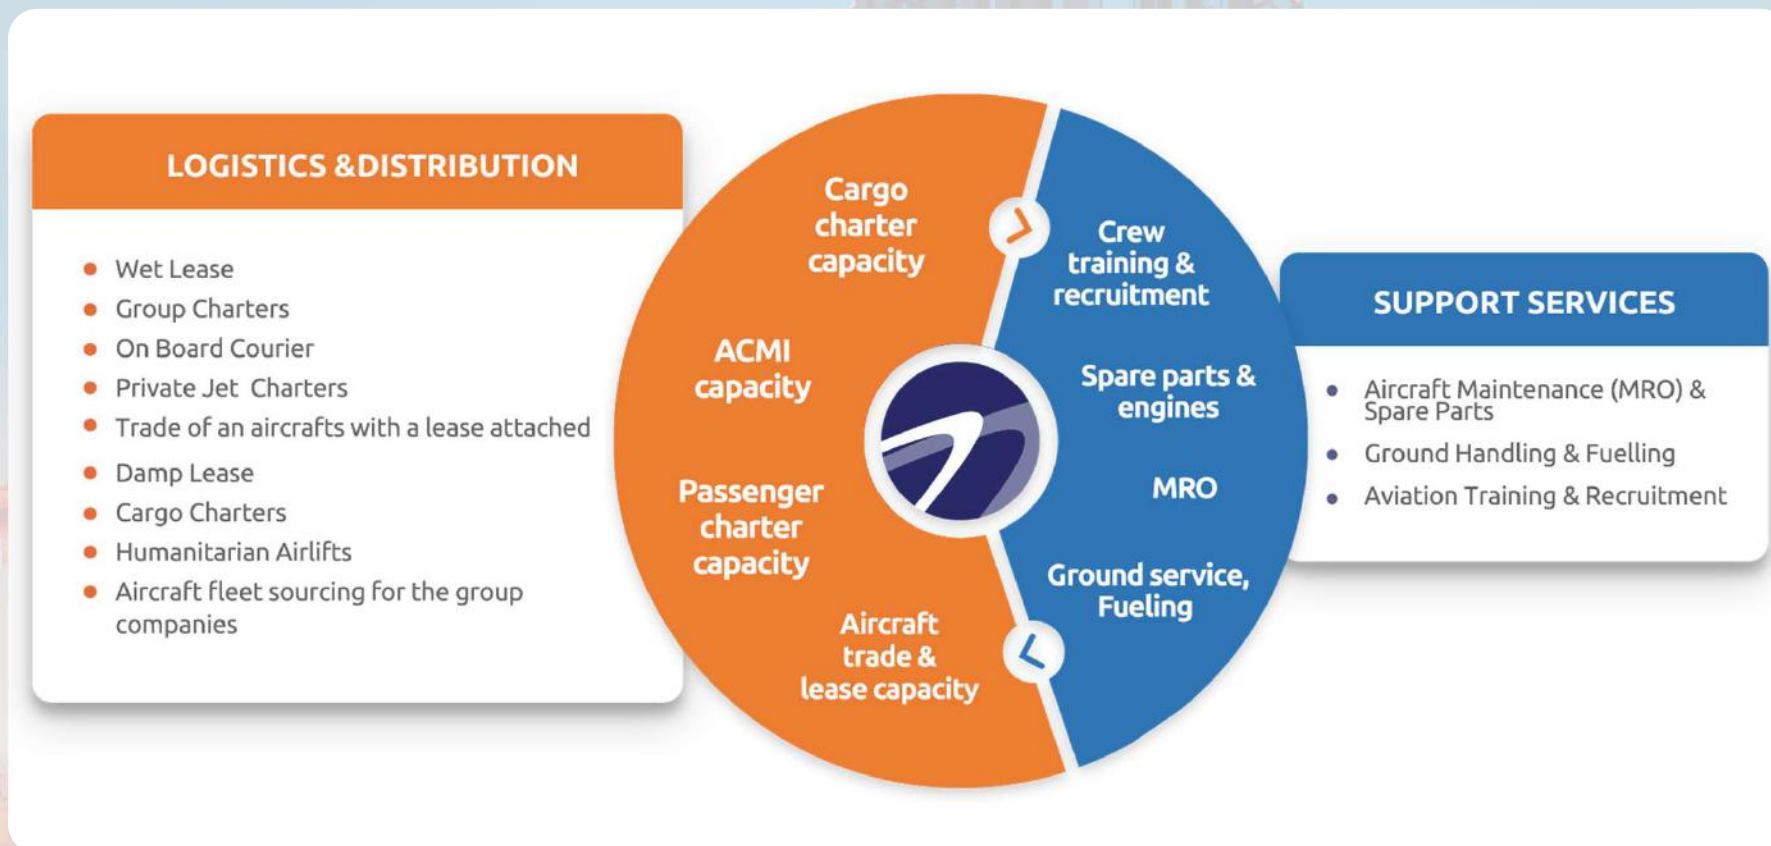 LOGISTICS &DISTRIBUTION
Wet Lease
Group Charters
On Board Courier
Private Jet Charters
Trade of an aircrafts with a lease attached
Damp Lease
Cargo Charters
Humanitarian Airlifts
Aircraft fleet sourcing for the group
companies
Cargo
charter
capacity
ACMI
capacity
Passenger
charter
capacity
Aircraft
trade &
lease capacity
Crew
training &
recruitment
Spare parts &
engines
MRO
Ground service,
Fueling
SUPPORT SERVICES
Aircraft Maintenance (MRO) &
Spare Parts
Ground Handling & Fuelling
Aviation Training & Recruitment